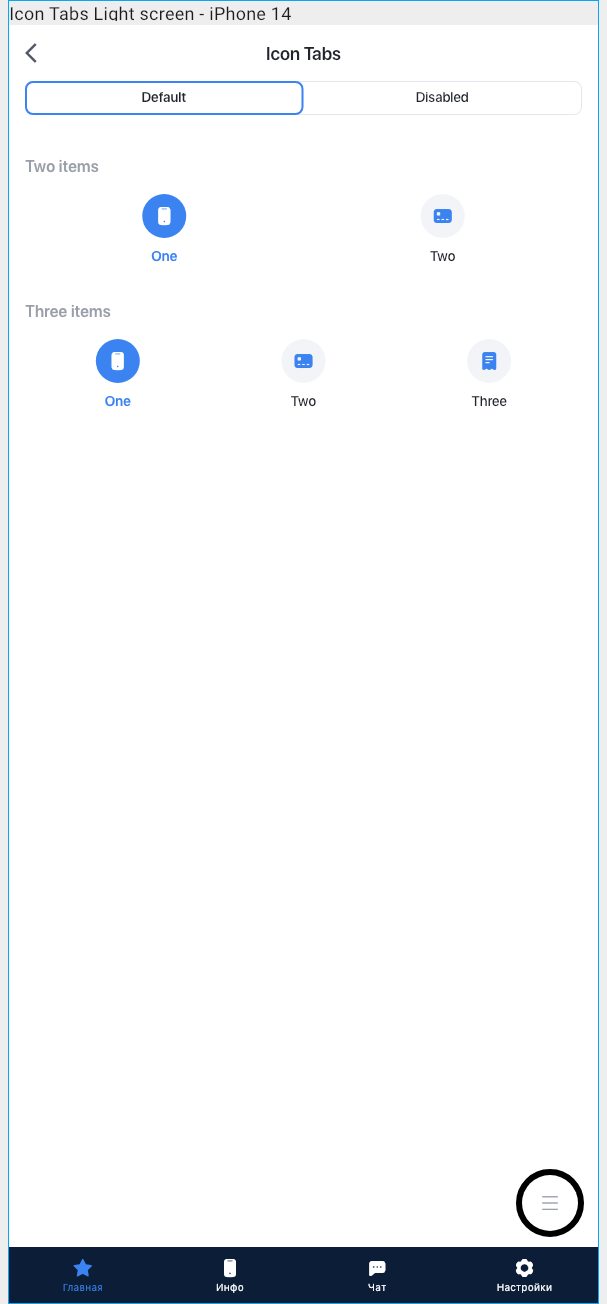 Icon Tabs Light screen - iPhone 14
Icon Tabs
Default Disabled
Two items
One Two
Three items
One Two Three
Главная Инфо Чат Настройки